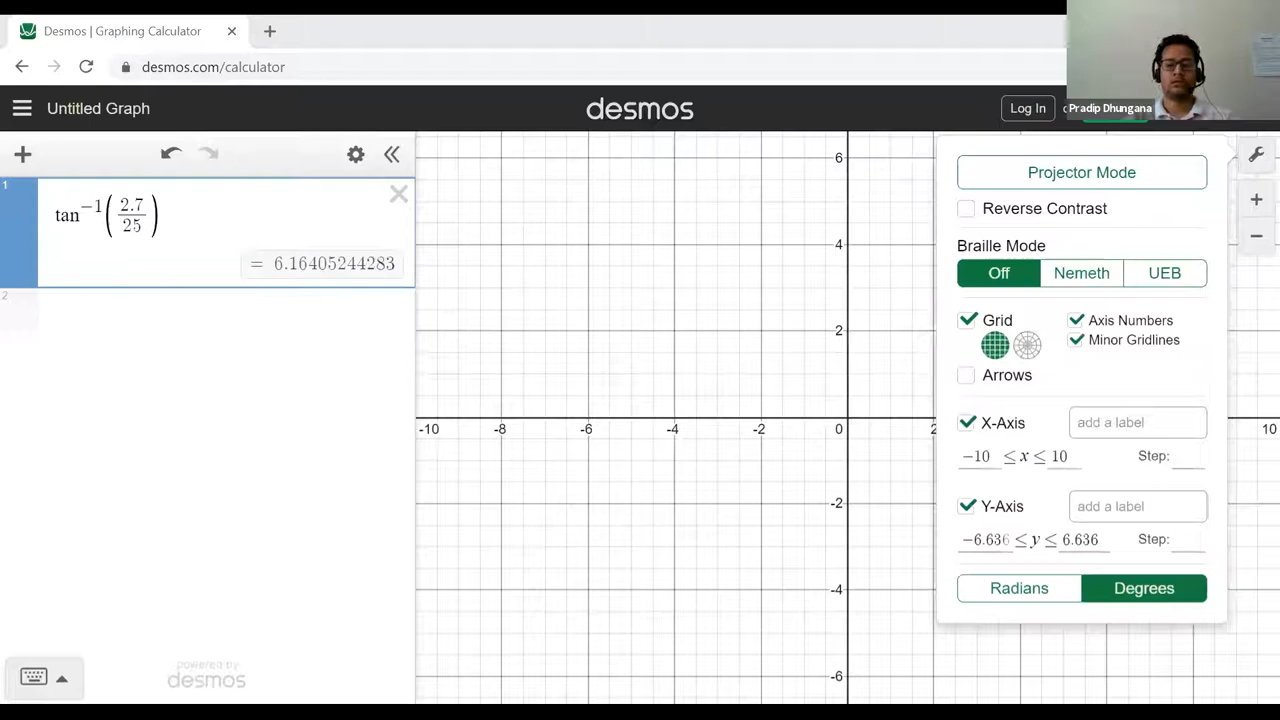 Desmos | Graphing Calculator
desmos.com/calculator
Untitled Graph
desmos
Log In
Pradip Dhungana
1
tan−1(2.7/25)
= 6.16405244283
2
powered by
desmos
6
4
2
-10 -8 -6 -4 -2 0 2 10
-2
-4
-6
Projector Mode
Reverse Contrast
Braille Mode
Off Nemeth UEB
Grid Axis Numbers
Minor Gridlines
Arrows
X-Axis add a label
−10 ≤ x ≤ 10 Step:
Y-Axis add a label
−6.636 ≤ y ≤ 6.636 Step:
Radians Degrees